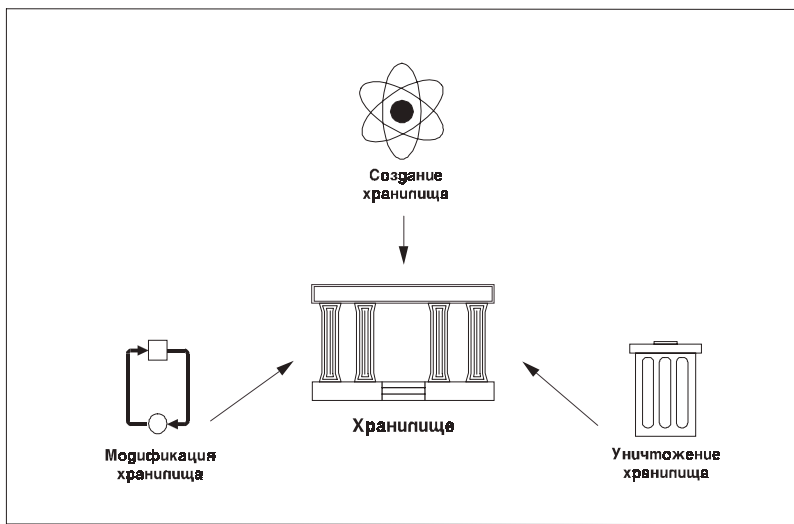 Создание
хранилища
Хранилище
Модификация
хранилища
Уничтожение
хранилища